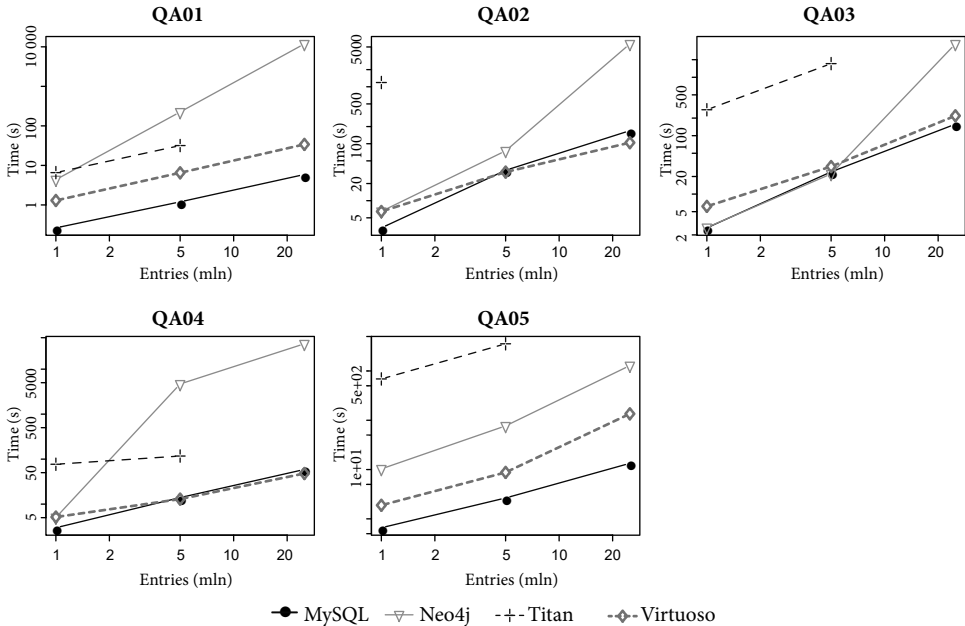 QA01
QA02
QA03
Time (s)
10 000
100
10
1
1 2 5 10 20
Entries (mln)
Time (s)
5000
500
100
20
5
1 2 5 10 20
Entries (mln)
Time (s)
500
100
20
5
2
1 2 5 10 20
Entries (mln)
QA04
QA05
Time (s)
5000
500
50
5
1 2 5 10 20
Entries (mln)
Time (s)
5e+02
1e+01
1 2 5 10 20
Entries (mln)
MySQL Neo4j Titan Virtuoso